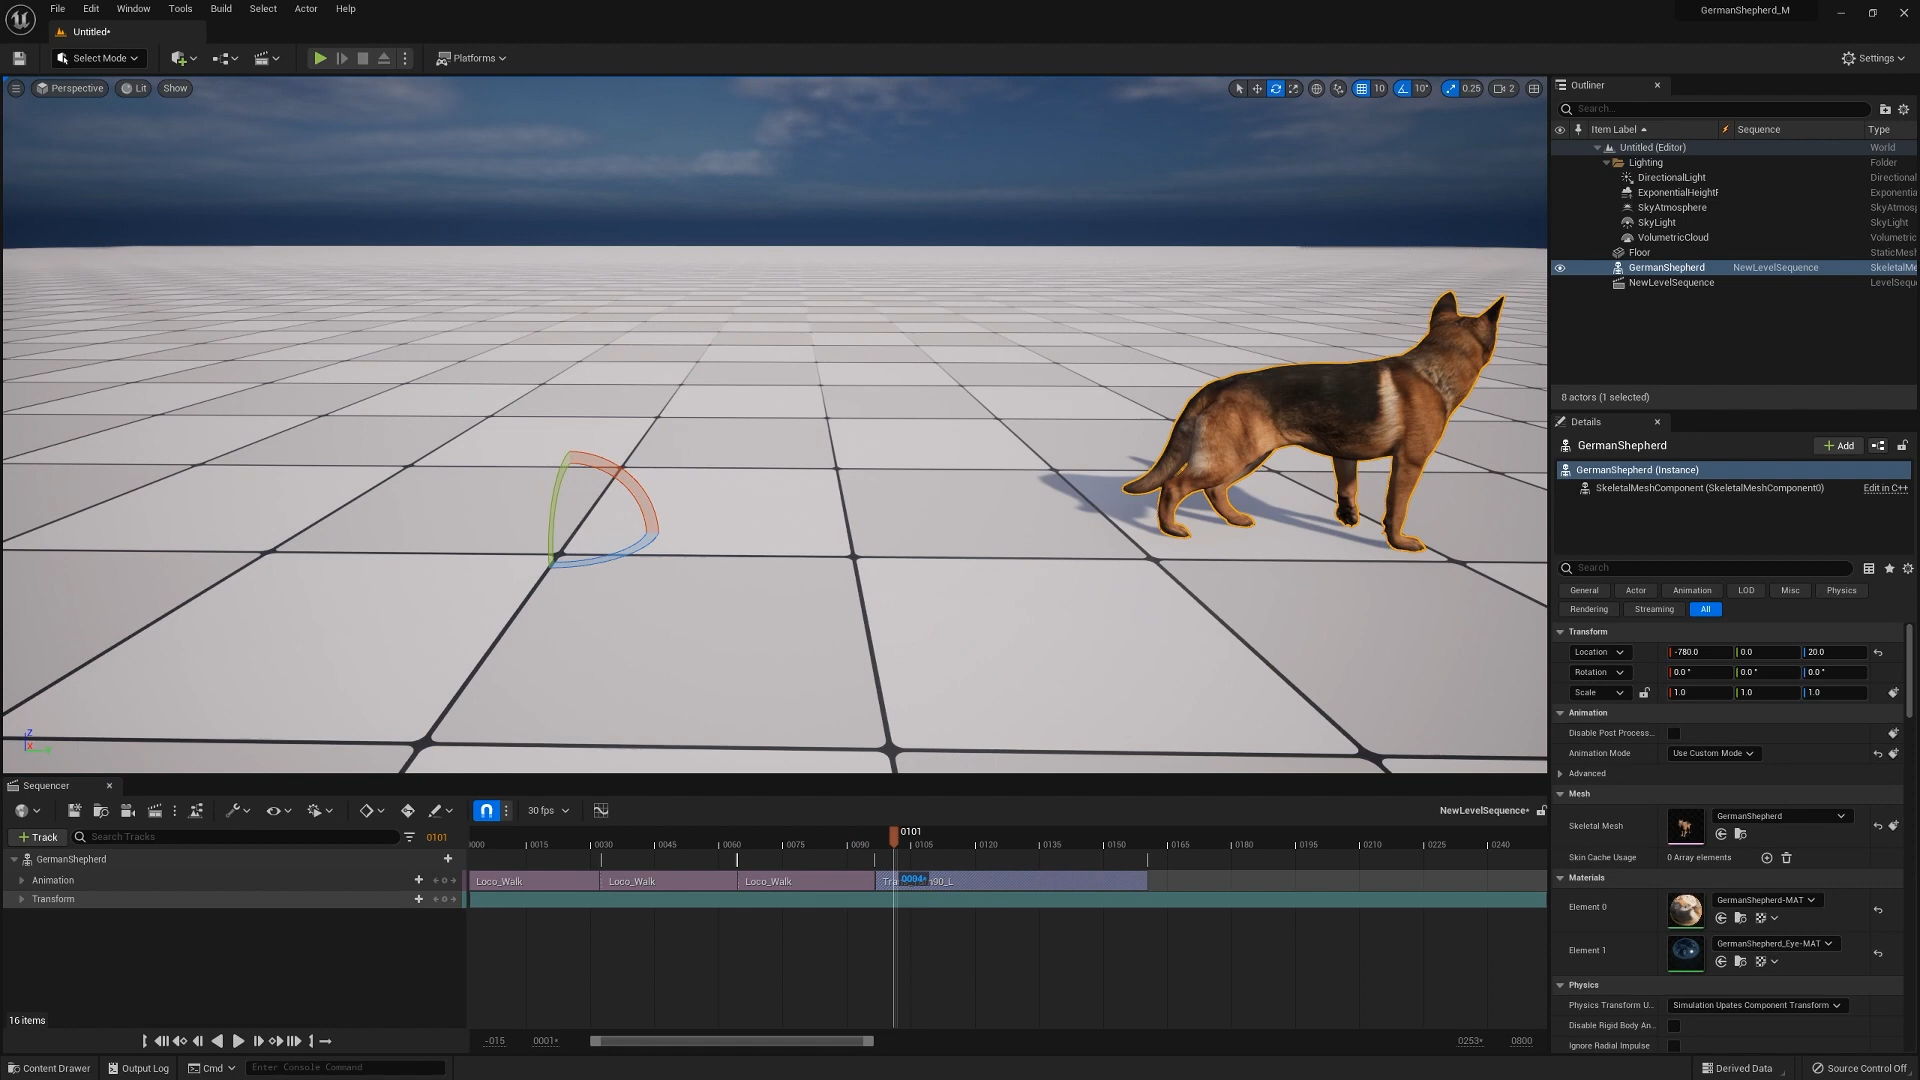 File Edit Window Tools Build Select Actor Help
GermanShepherd_M
Untitled*
Select Mode
Platforms
Settings
Perspective Lit Show
10 10° 0.25 2
Outliner
Search...
Item Label Sequence Type
Untitled (Editor) World
Lighting Folder
DirectionalLight Directional
ExponentialHeightF Exponentia
SkyAtmosphere SkyAtmosp
SkyLight SkyLight
VolumetricCloud Volumetric
Floor StaticMesh
GermanShepherd NewLevelSequence SkeletalMe
NewLevelSequence LevelSeque
8 actors (1 selected)
Details
GermanShepherd
Add
GermanShepherd (Instance)
SkeletalMeshComponent (SkeletalMeshComponent0) Edit in C++
Search
General Actor Animation LOD Misc Physics
Rendering Streaming All
Transform
Location -780.0 0.0 20.0
Rotation 0.0 ° 0.0 ° 0.0 °
Scale 1.0 1.0 1.0
Animation
Disable Post Process...
Animation Mode Use Custom Mode
Advanced
Mesh
Skeletal Mesh GermanShepherd
Skin Cache Usage 0 Array elements
Materials
Element 0 GermanShepherd-MAT
Element 1 GermanShepherd_Eye-MAT
Physics
Physics Transform U... Simulation Upates Component Transform
Disable Rigid Body An...
Ignore Radial Impulse
Z
X
Sequencer
30 fps
NewLevelSequence*
Track Search Tracks 0101
0101
0000 0015 0030 0045 0060 0075 0090 0105 0120 0135 0150 0165 0180 0195 0210 0225 0240
GermanShepherd
Animation
Loco_Walk Loco_Walk Loco_Walk
Transform
16 items
-015 0001* 0253* 0800
Content Drawer Output Log Cmd Enter Console Command
Derived Data Source Control Off